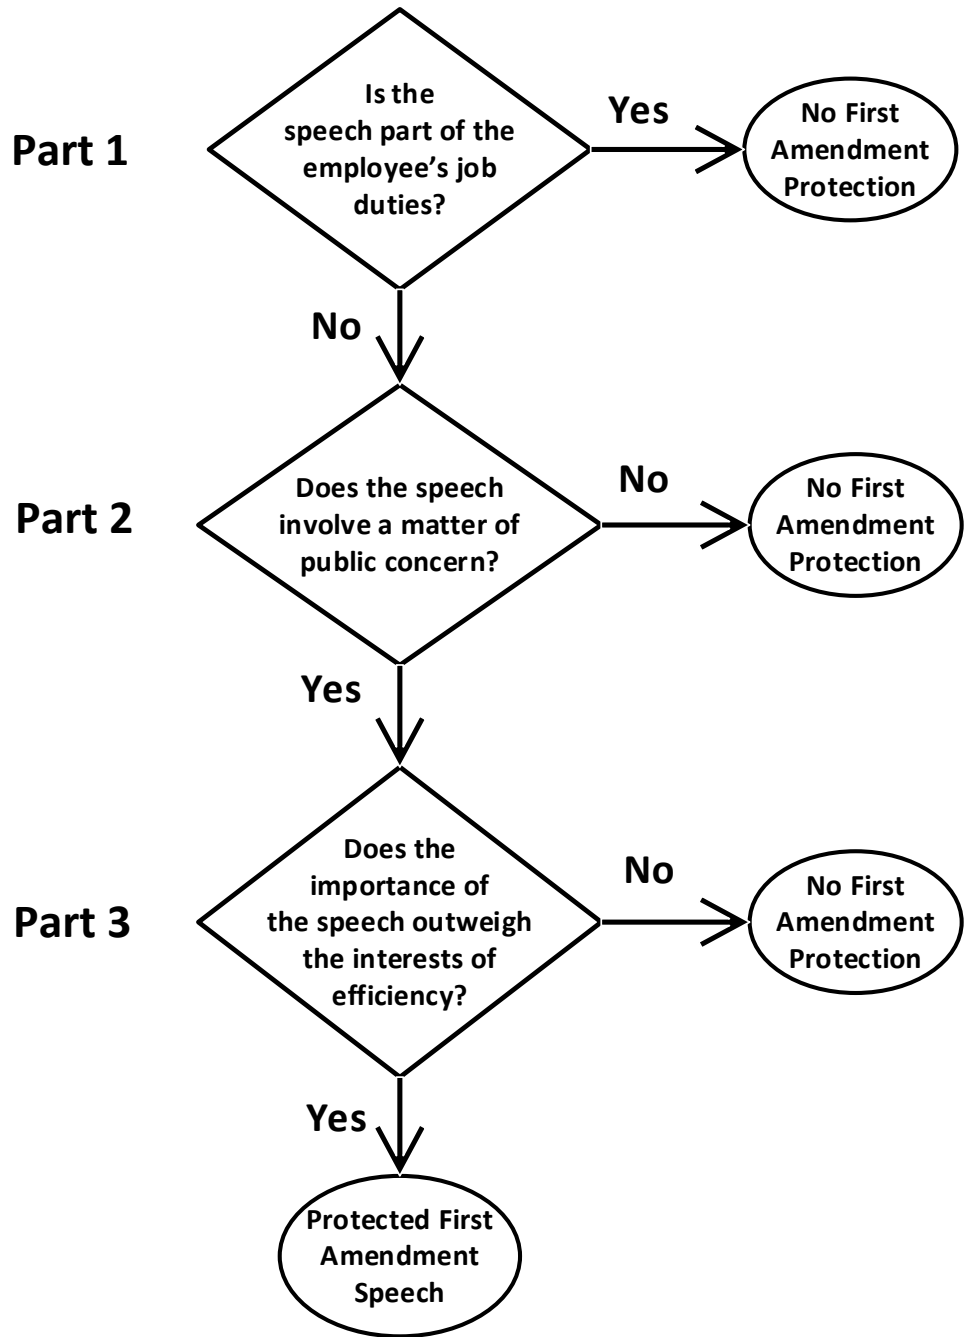 Part 1
Is the
speech part of the
employee’s job
duties?
Yes
No First
Amendment
Protection
No
Part 2
Does the speech
involve a matter of
public concern?
No
No First
Amendment
Protection
Yes
Part 3
Does the
importance of
the speech outweigh
the interests of
efficiency?
No
No First
Amendment
Protection
Yes
Protected First
Amendment
Speech